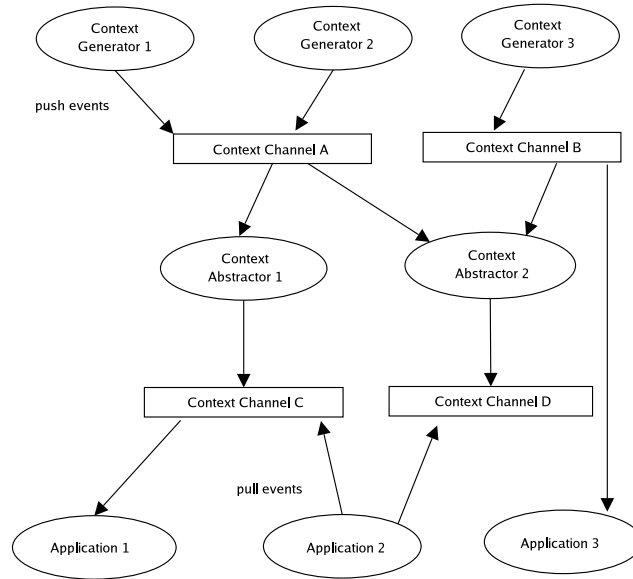 Context
Generator 1
Context
Generator 2
Context
Generator 3
push events
Context Channel A
Context Channel B
Context
Abstractor 1
Context
Abstractor 2
Context Channel C
Context Channel D
pull events
Application 1
Application 2
Application 3